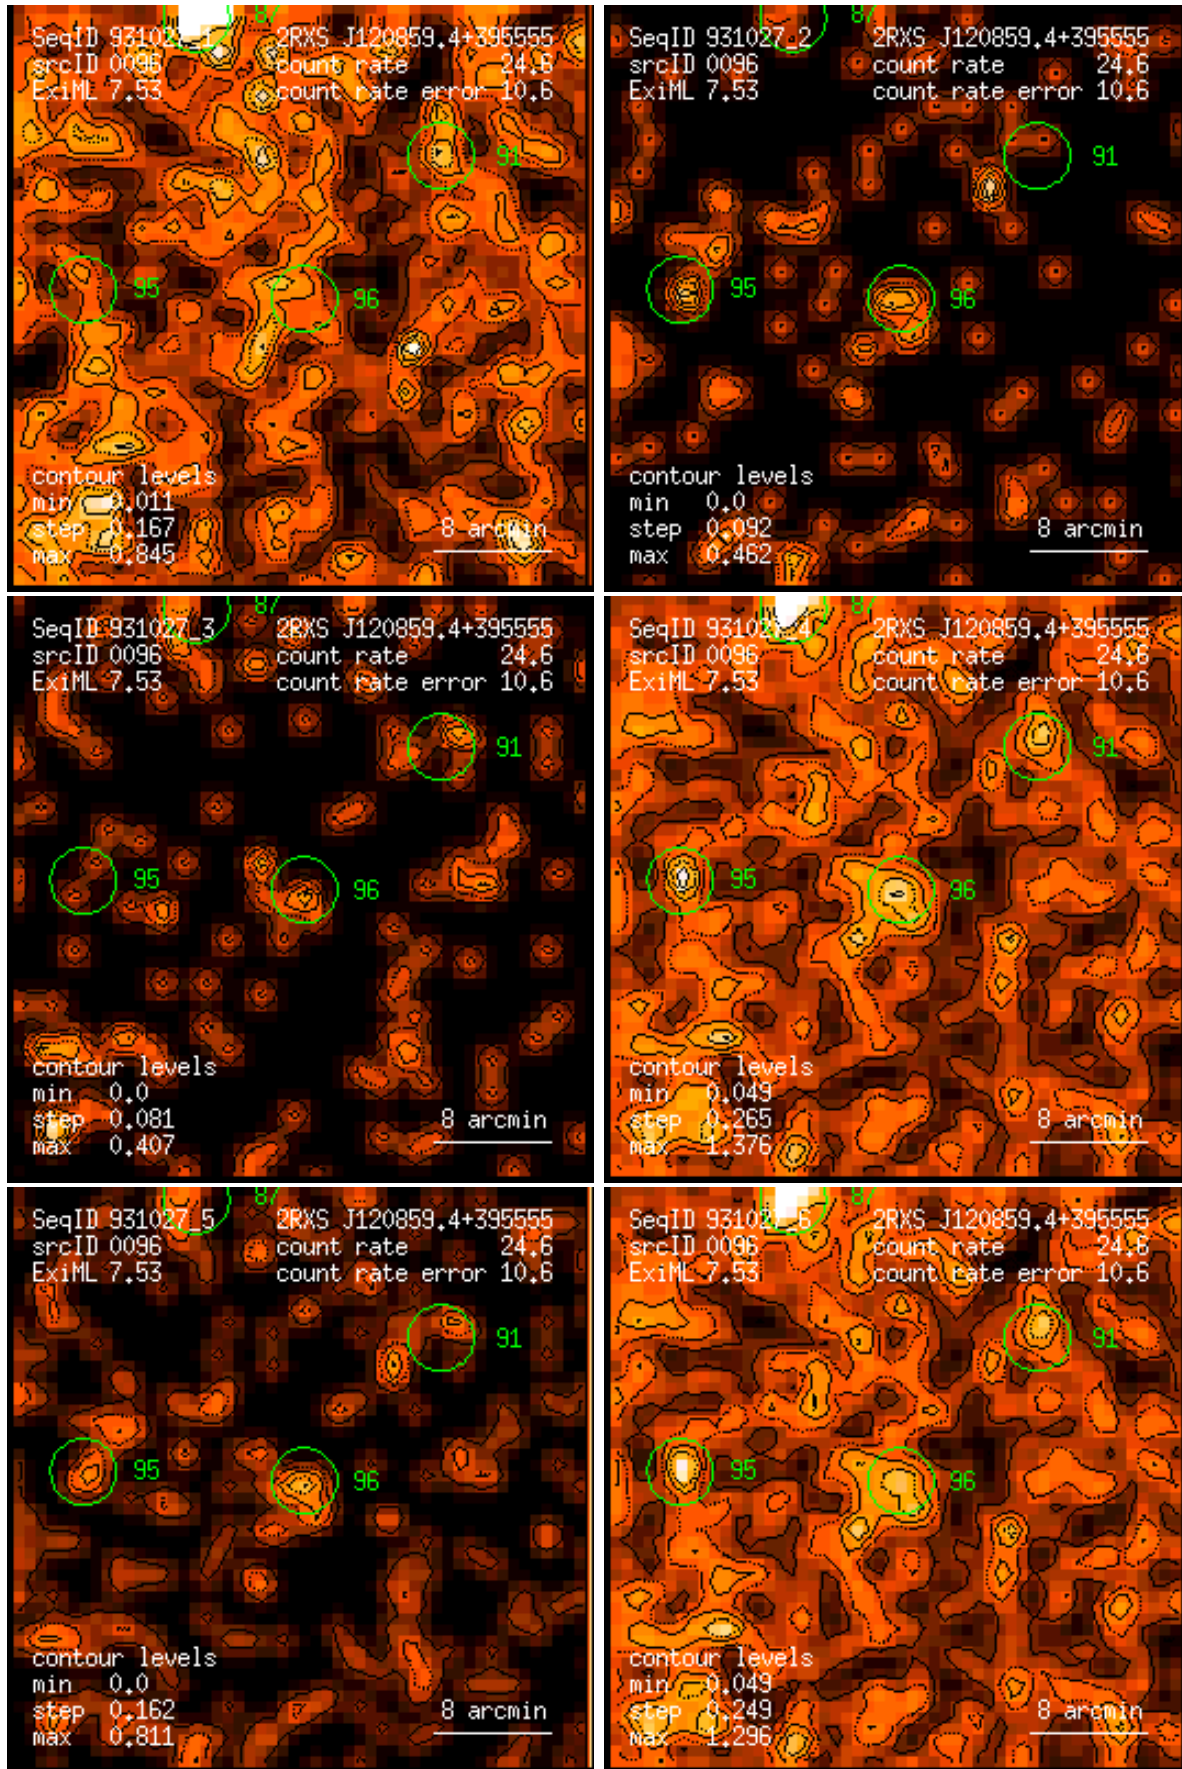 87
SeqID 931027_1 2RXS J120859.4+395555
srcID 0096 count rate 24.6
ExiML 7.53 count rate error 10.6
91
95
96
contour levels
min 0.011
step 0.167 8 arcmin
max 0.845
87
SeqID 931027_2 2RXS J120859.4+395555
srcID 0096 count rate 24.6
ExiML 7.53 count rate error 10.6
91
95
96
contour levels
min 0.0
step 0.092 8 arcmin
max 0.462
87
SeqID 931027_3 2RXS J120859.4+395555
srcID 0096 count rate 24.6
ExiML 7.53 count rate error 10.6
91
95
96
contour levels
min 0.0
step 0.081 8 arcmin
max 0.407
87
SeqID 931027_4 2RXS J120859.4+395555
srcID 0096 count rate 24.6
ExiML 7.53 count rate error 10.6
91
95
96
contour levels
min 0.049
step 0.265 8 arcmin
max 1.376
87
SeqID 931027_5 2RXS J120859.4+395555
srcID 0096 count rate 24.6
ExiML 7.53 count rate error 10.6
91
95
96
contour levels
min 0.0
step 0.162 8 arcmin
max 0.811
87
SeqID 931027_6 2RXS J120859.4+395555
srcID 0096 count rate 24.6
ExiML 7.53 count rate error 10.6
91
95
96
contour levels
min 0.049
step 0.249 8 arcmin
max 1.296